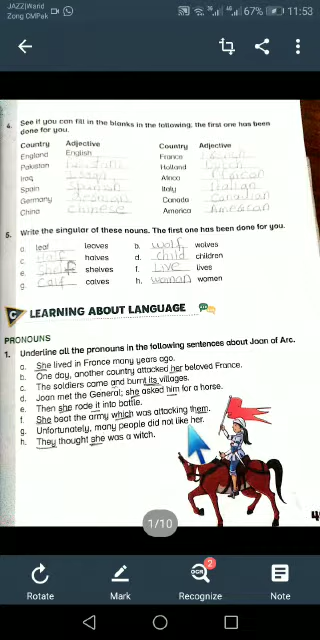 JAZZ|Warid
Zong CMPak
67% 11:53
4. See if you can fill in the blanks in the following; the first one has been
done for you.
Country Adjective Country Adjective
England English France French
Pakistan Holland Dutch
Iraq Iraqi Africa African
Spain Spanish Italy Italian
Germany Canada Canadian
China Chinese America American
5. Write the singular of these nouns. The first one has been done for you.
a. leaf leaves b. wolf wolves
c. Half halves d. child children
e. Shelf shelves f. Live lives
g. Calf calves h. woman women
C LEARNING ABOUT LANGUAGE
PRONOUNS
1. Underline all the pronouns in the following sentences about Joan of Arc.
a. She lived in France many years ago.
b. One day, another country attacked her beloved France.
c. The soldiers came and burnt its villages.
d. Joan met the General; she asked him for a horse.
e. Then she rode it into battle.
f. She beat the army which was attacking them.
g. Unfortunately, many people did not like her.
h. They thought she was a witch.
4
1/10
OCR 2
Rotate Mark Recognize Note